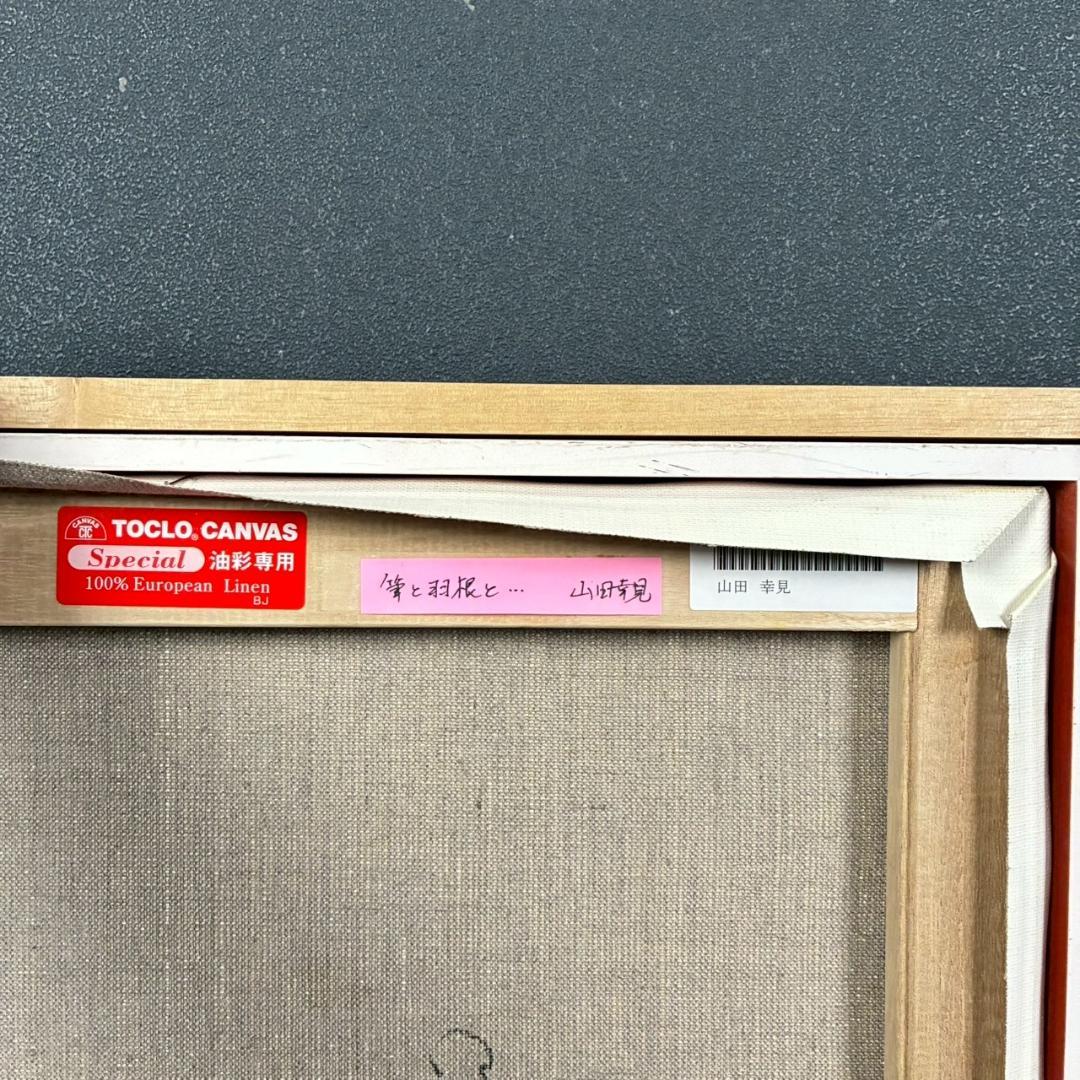 CANVAS
CTC
TOCLO® CANVAS
Special 油彩専用
100% European Linen
BJ
筆と羽根と… 山田幸見
山田 幸見